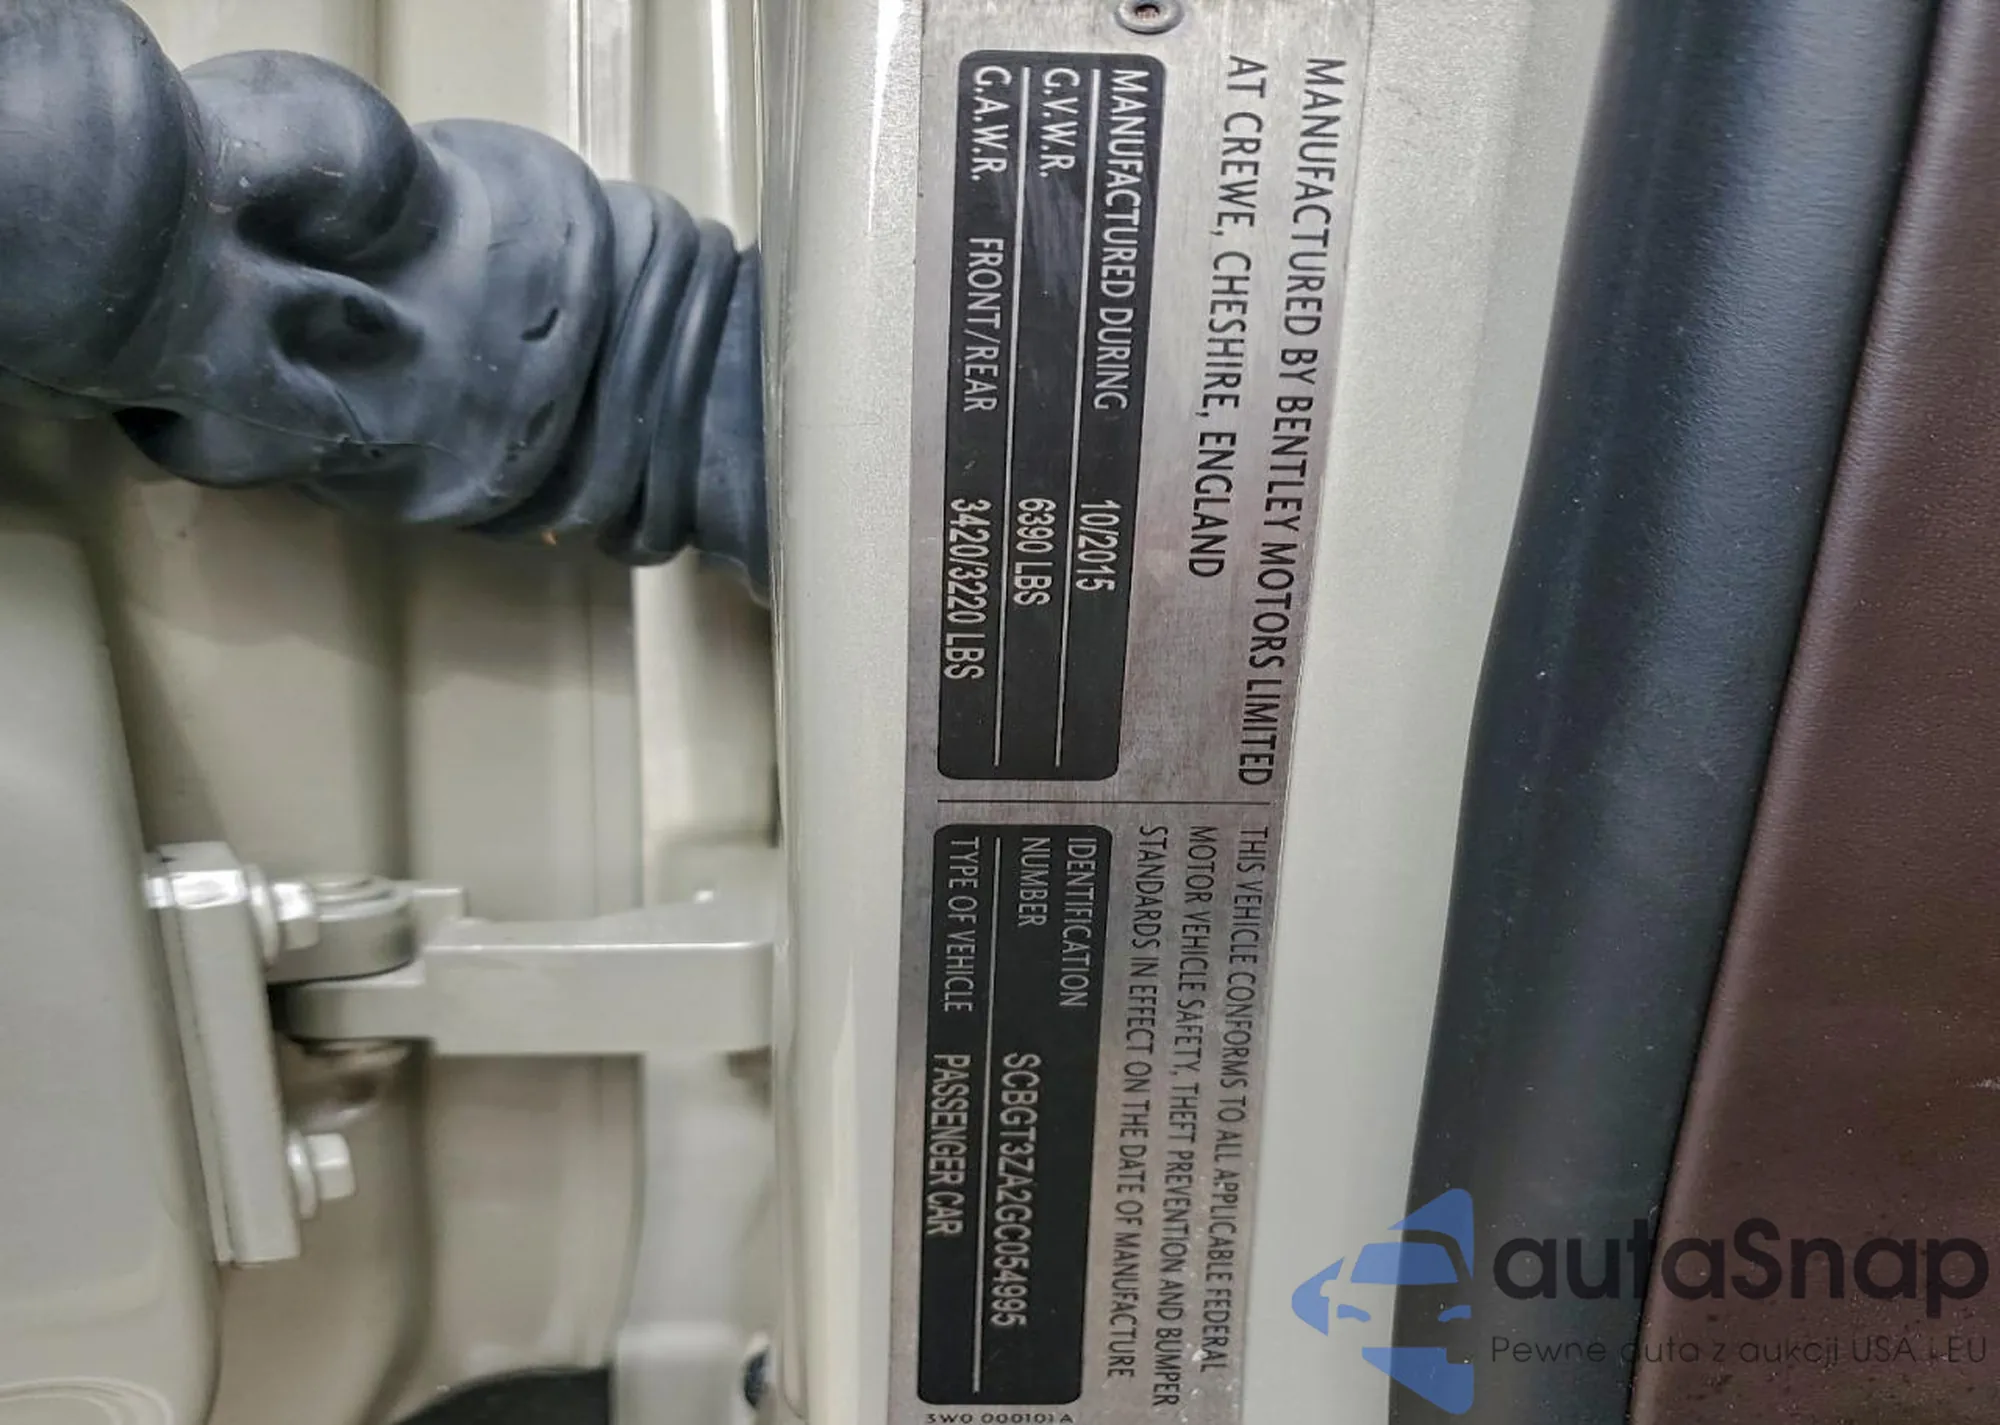 MANUFACTURED BY BENTLEY MOTORS LIMITED
AT CREWE, CHESHIRE, ENGLAND
MANUFACTURED DURING 10/2015
G.V.W.R. 6390 LBS
G.A.W.R. FRONT/REAR 3420/3220 LBS
THIS VEHICLE CONFORMS TO ALL APPLICABLE FEDERAL
MOTOR VEHICLE SAFETY, THEFT PREVENTION AND BUMPER
STANDARDS IN EFFECT ON THE DATE OF MANUFACTURE
IDENTIFICATION
NUMBER SCBGT3ZA2GC054995
TYPE OF VEHICLE PASSENGER CAR
3W0 000101 A
autaSnap
Pewne auta z aukcji USA i EU